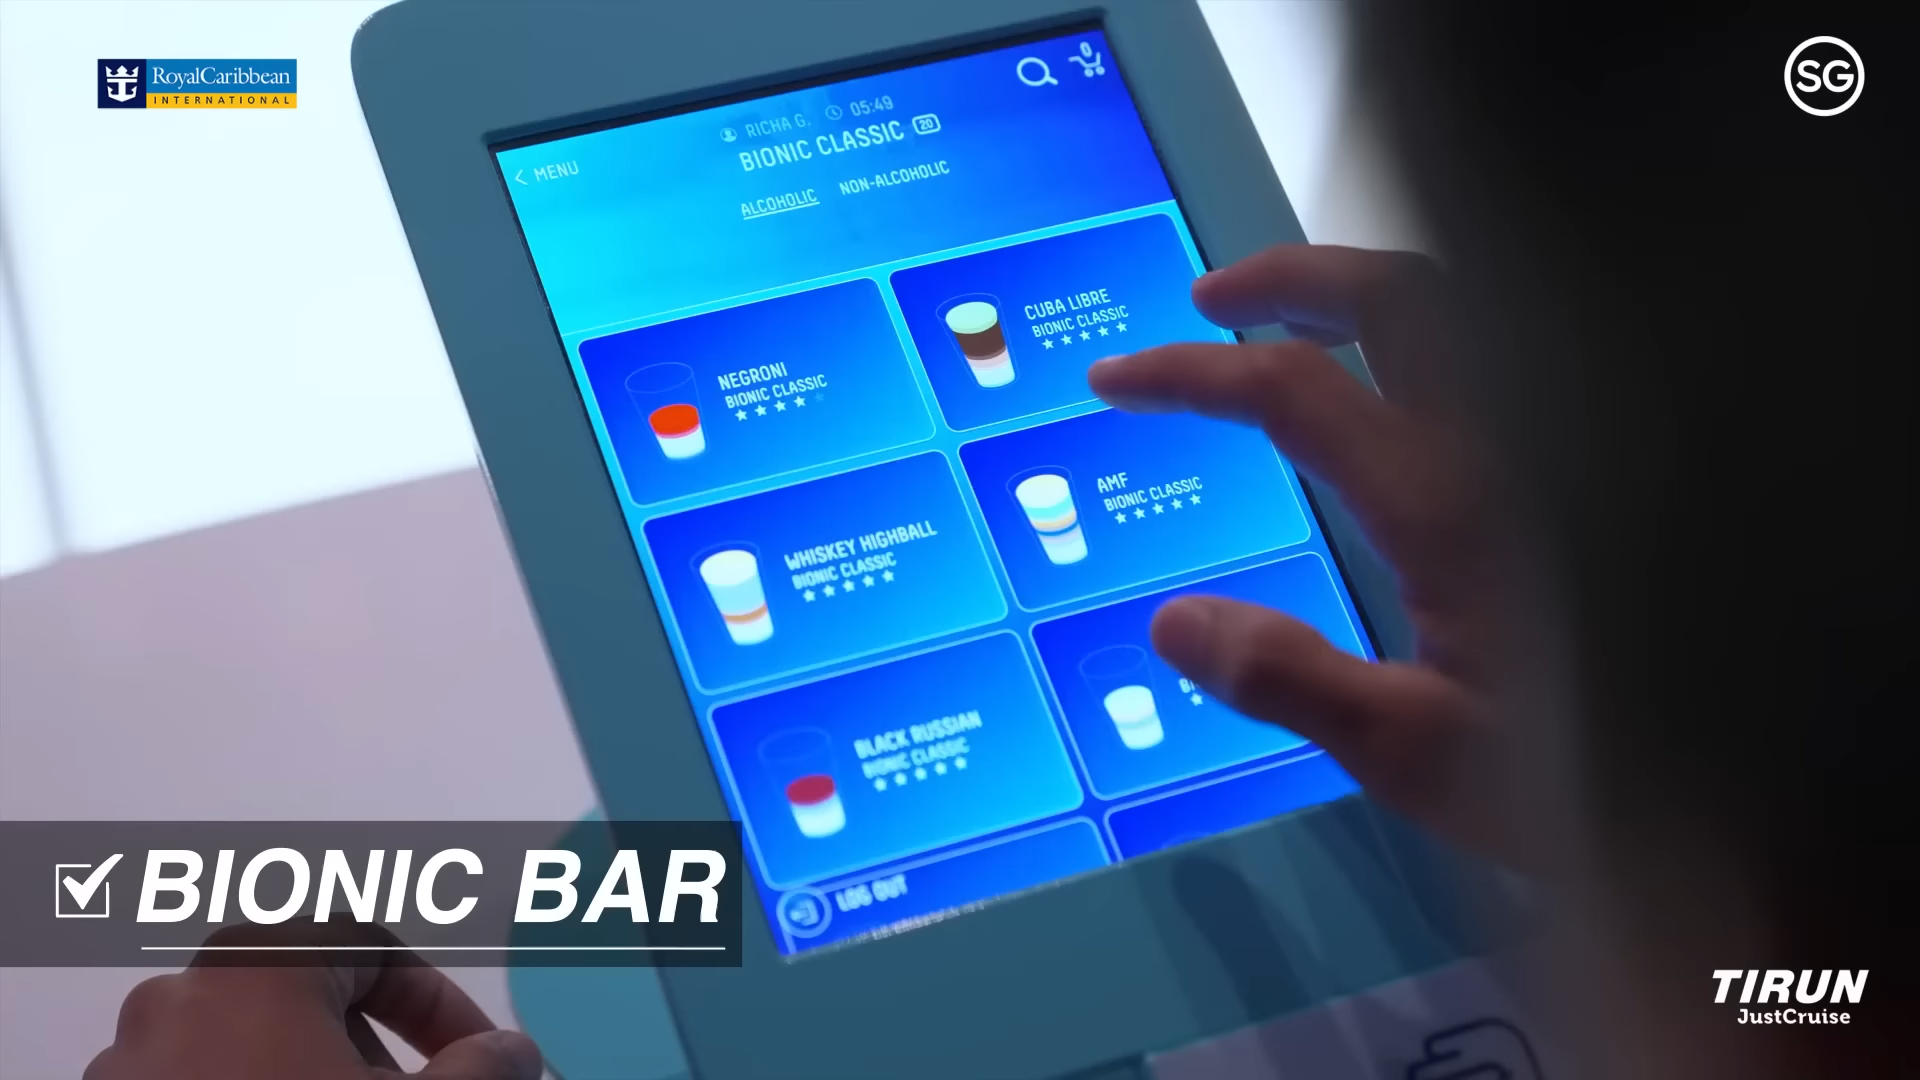 RoyalCaribbean
INTERNATIONAL
SG
0
RICHA G. 05:49
< MENU
BIONIC CLASSIC 20
ALCOHOLIC NON-ALCOHOLIC
NEGRONI
BIONIC CLASSIC
CUBA LIBRE
BIONIC CLASSIC
WHISKEY HIGHBALL
BIONIC CLASSIC
AMF
BIONIC CLASSIC
BLACK RUSSIAN
BIONIC CLASSIC
LOG OUT
BIONIC BAR
TIRUN
JustCruise